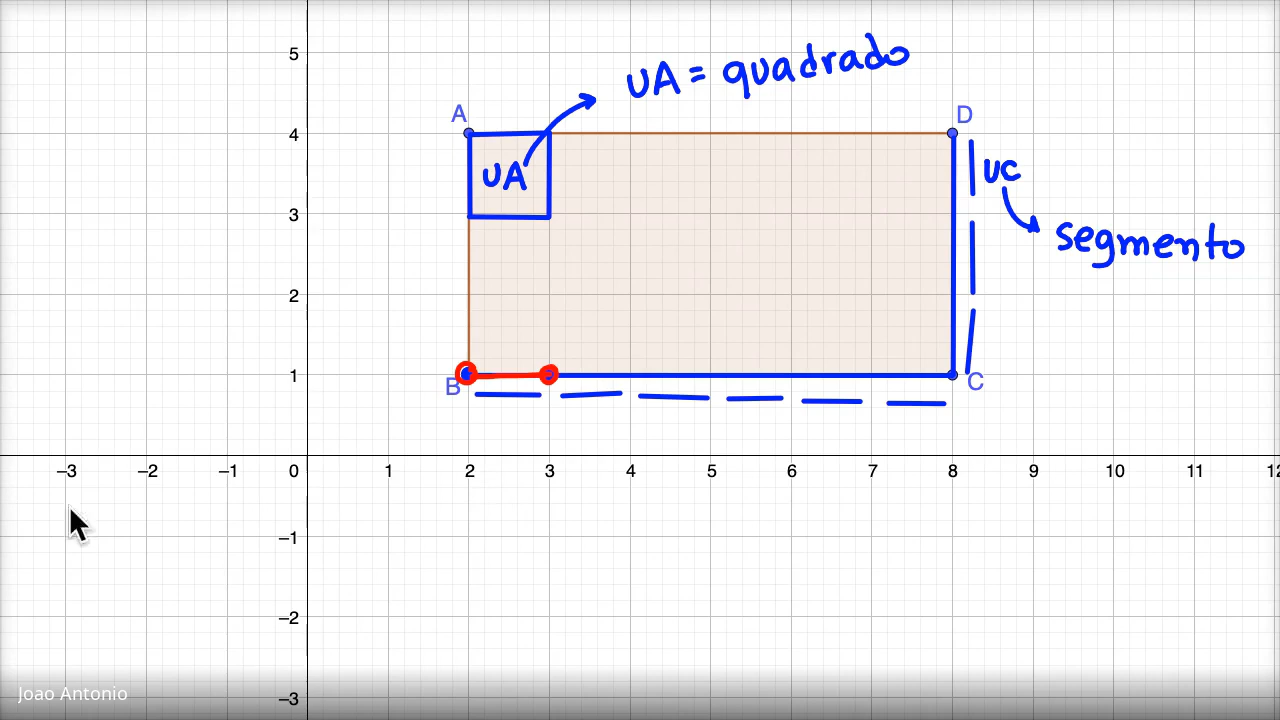 5
UA = quadrado
A
D
4
UA
UC
3
segmento
2
1
B
C
–3 –2 –1 0 1 2 3 4 5 6 7 8 9 10 11 12
–1
–2
Joao Antonio
–3